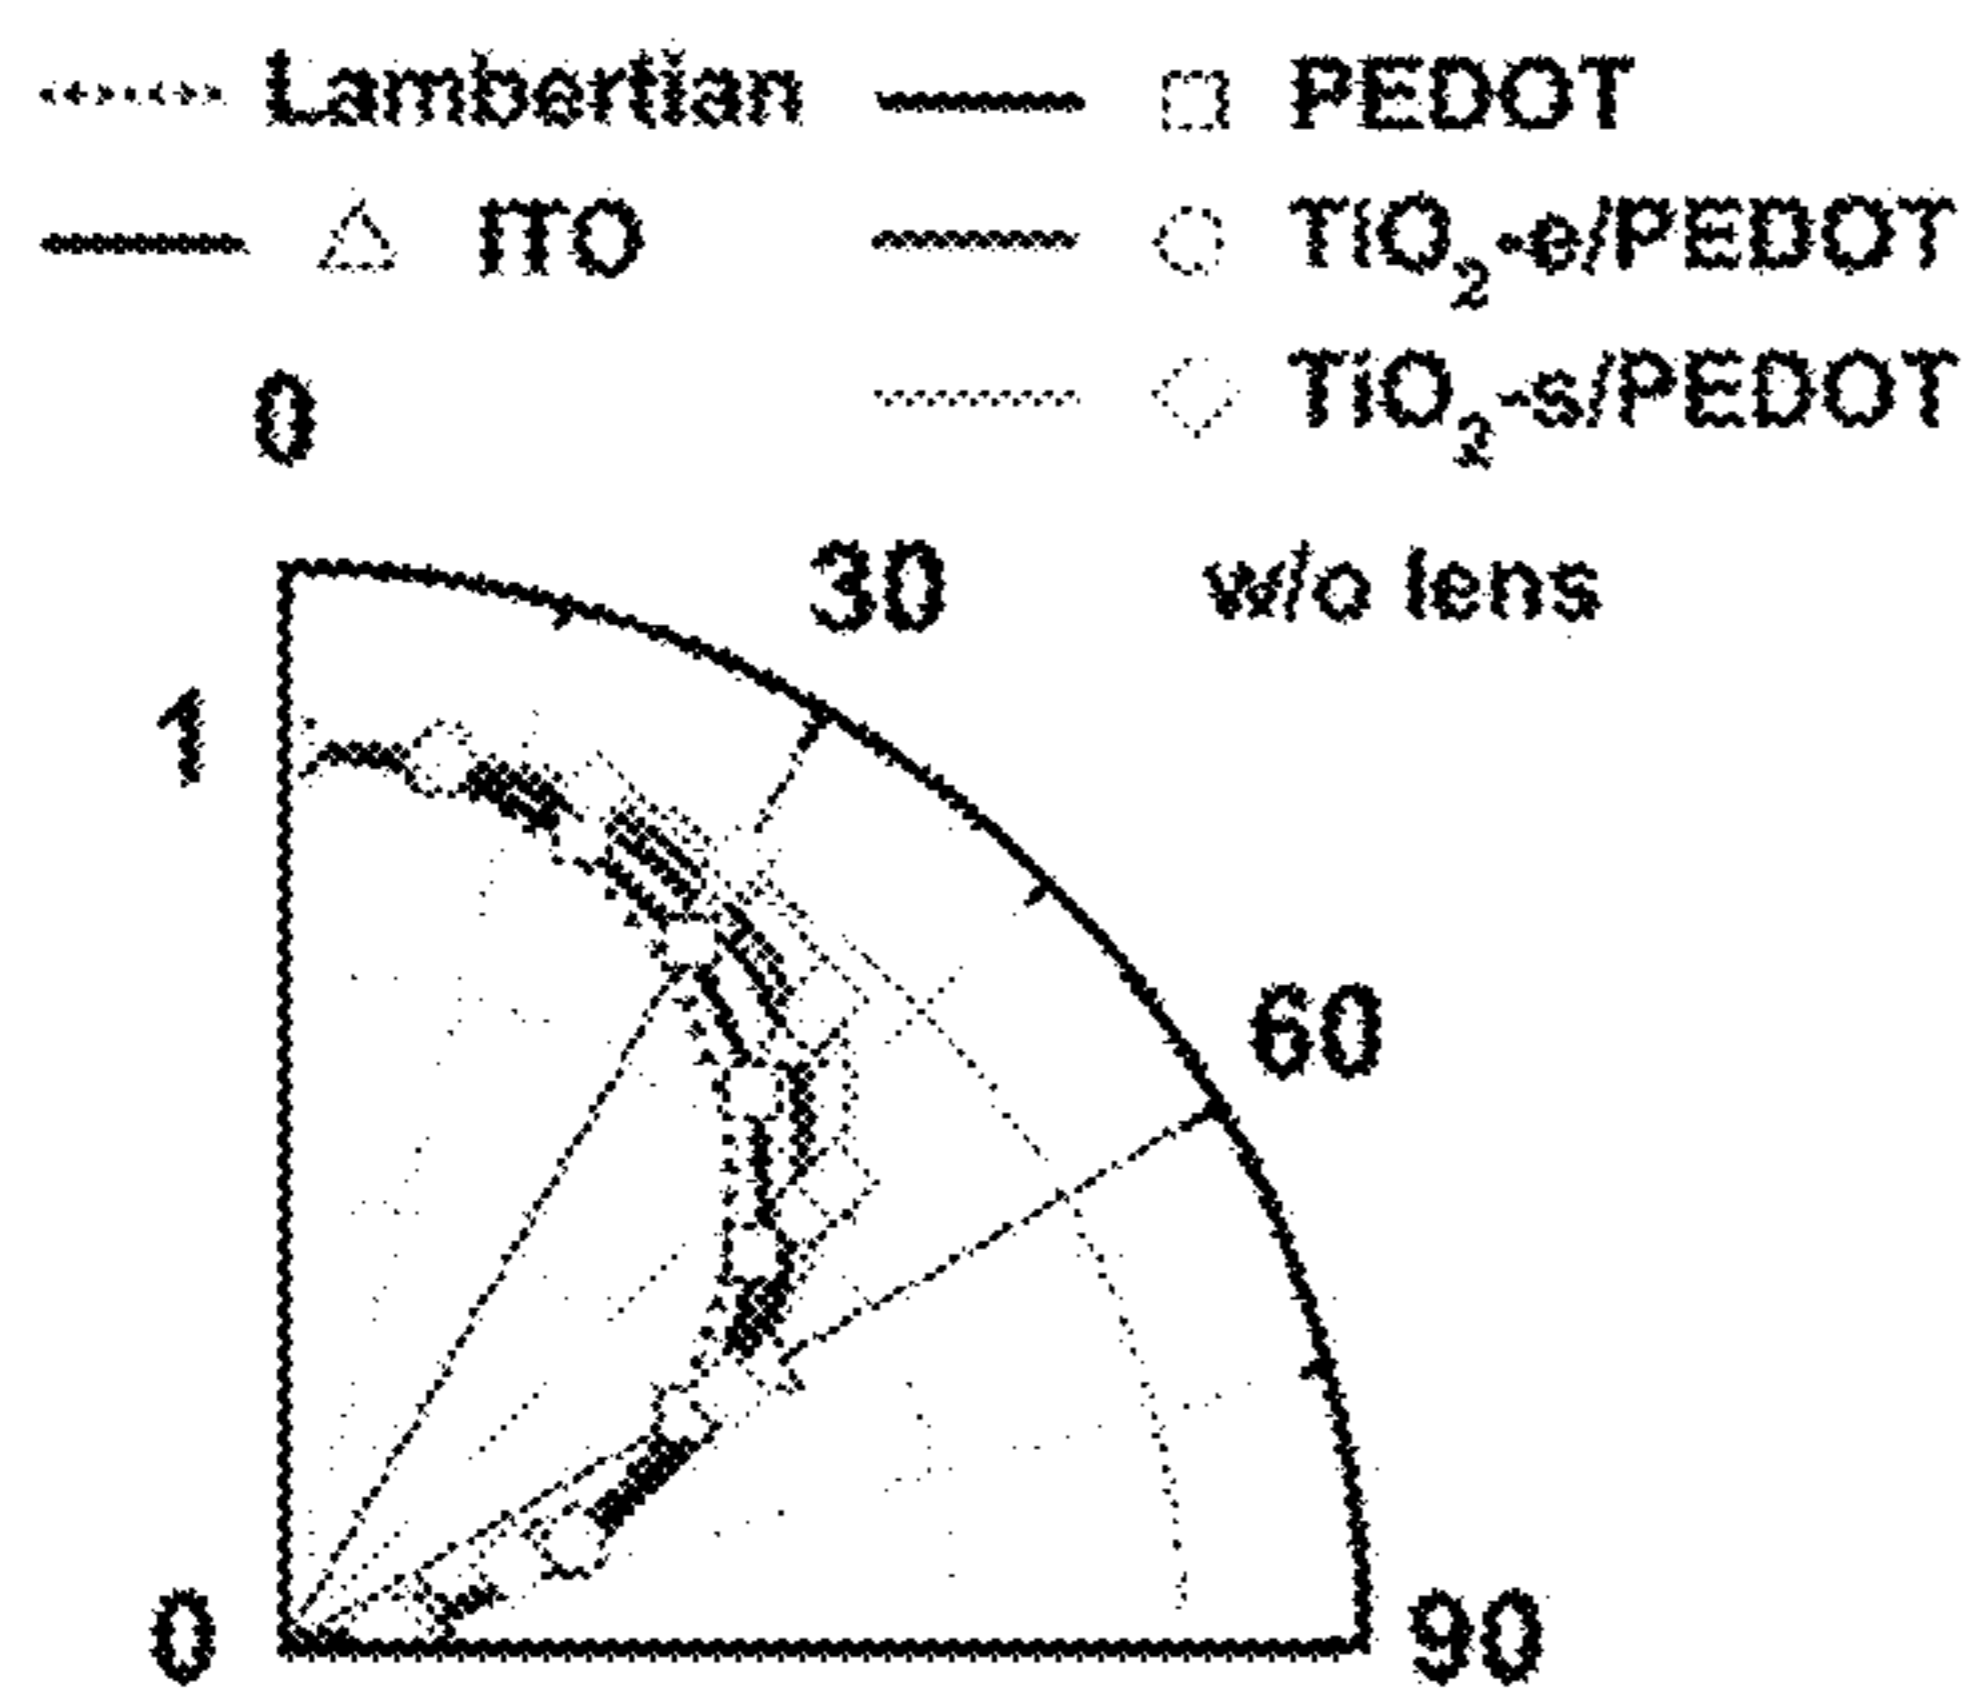 Lambertian PEDOT
ITO TiO₂-e/PEDOT
TiO₂-s/PEDOT
0
30 w/o lens
1
60
0 90